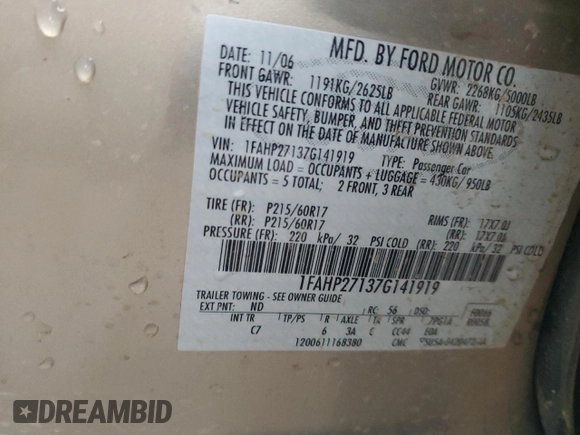 MFD. BY FORD MOTOR CO.
DATE: 11/06 GVWR: 2268KG/5000LB
FRONT GAWR: 1191KG/2625LB REAR GAWR: 1105KG/2435LB
THIS VEHICLE CONFORMS TO ALL APPLICABLE FEDERAL MOTOR
VEHICLE SAFETY, BUMPER, AND THEFT PREVENTION STANDARDS
IN EFFECT ON THE DATE OF MANUFACTURE SHOWN ABOVE.
VIN: 1FAHP27137G141919 TYPE: Passenger Car
MAXIMUM LOAD = OCCUPANTS + LUGGAGE = 430KG/950LB
OCCUPANTS = 5 TOTAL: 2 FRONT, 3 REAR
TIRE (FR): P215/60R17 RIMS (FR): 17X7.0J
(RR): P215/60R17 (RR): 17X7.0J
PRESSURE (FR): 220 kPa/ 32 PSI COLD (RR): 220 kPa/ 32 PSI COLD
1FAHP27137G141919
TRAILER TOWING - SEE OWNER GUIDE
EXT PNT: ND RC: 56 DSO:
INT TR TP/PS R AXLE TR SPR
C7 6 3A C CC44
1200611168380 CMC
DREAMBID